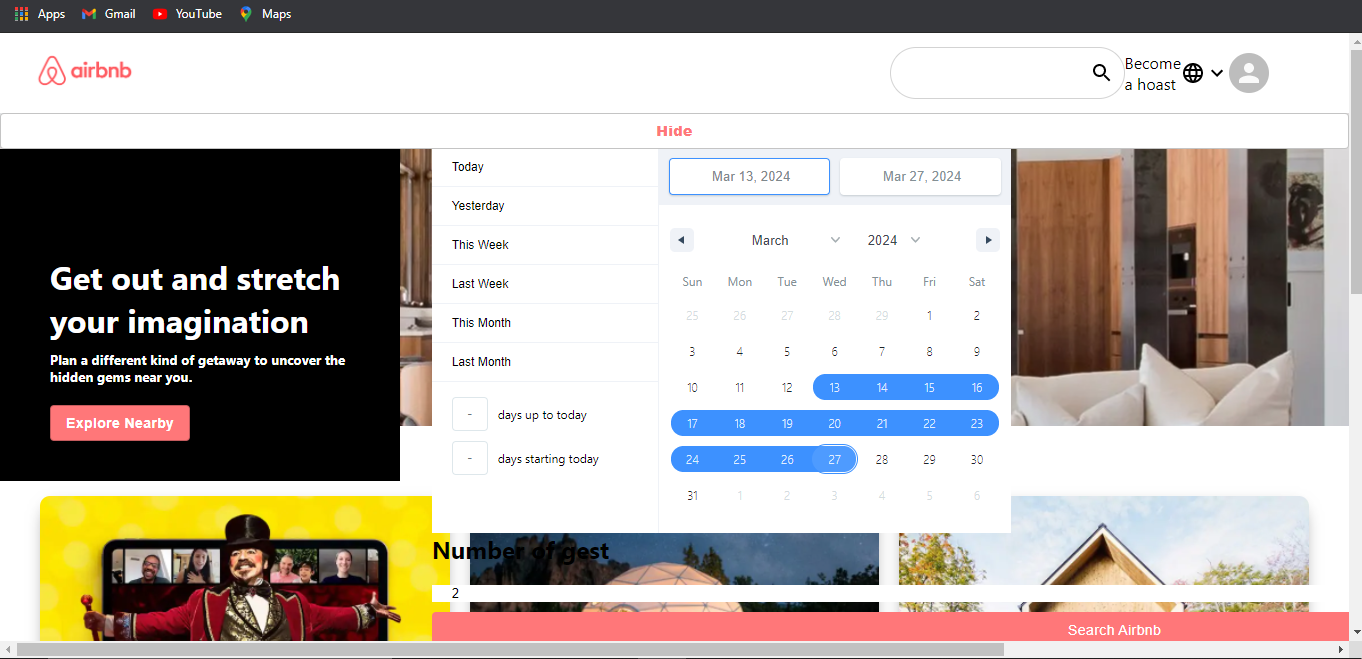 Apps Gmail YouTube Maps
airbnb
Become
a hoast
Hide
Get out and stretch
your imagination
Plan a different kind of getaway to uncover the
hidden gems near you.
Explore Nearby
Today
Yesterday
This Week
Last Week
This Month
Last Month
- days up to today
- days starting today
Mar 13, 2024 Mar 27, 2024
March 2024
Sun Mon Tue Wed Thu Fri Sat
25 26 27 28 29 1 2
3 4 5 6 7 8 9
10 11 12 13 14 15 16
17 18 19 20 21 22 23
24 25 26 27 28 29 30
31 1 2 3 4 5 6
Number of gest
2
Search Airbnb